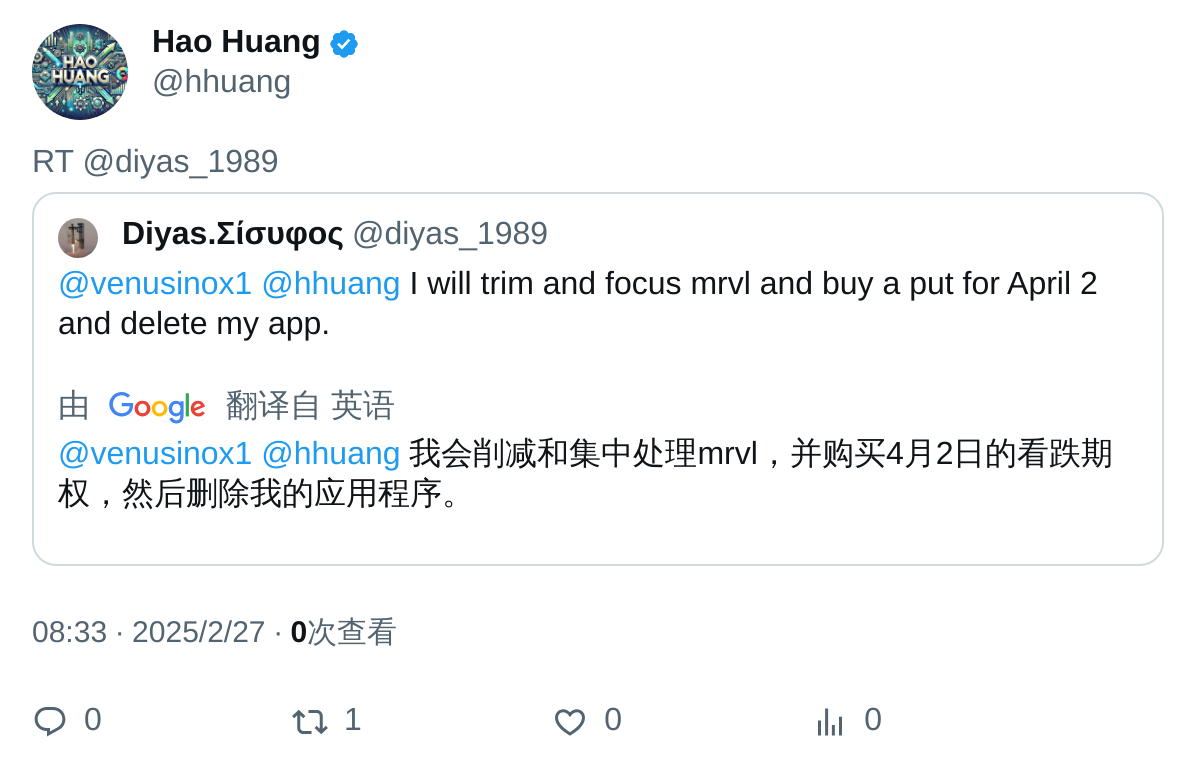 HAO
HUANG
Hao Huang
@hhuang
RT @diyas_1989
Diyas.Σίσυφος @diyas_1989
@venusinox1 @hhuang I will trim and focus mrvl and buy a put for April 2
and delete my app.
由 Google 翻译自 英语
@venusinox1 @hhuang 我会削减和集中处理mrvl，并购买4月2日的看跌期
权，然后删除我的应用程序。
08:33 · 2025/2/27 · 0次查看
0 1 0 0